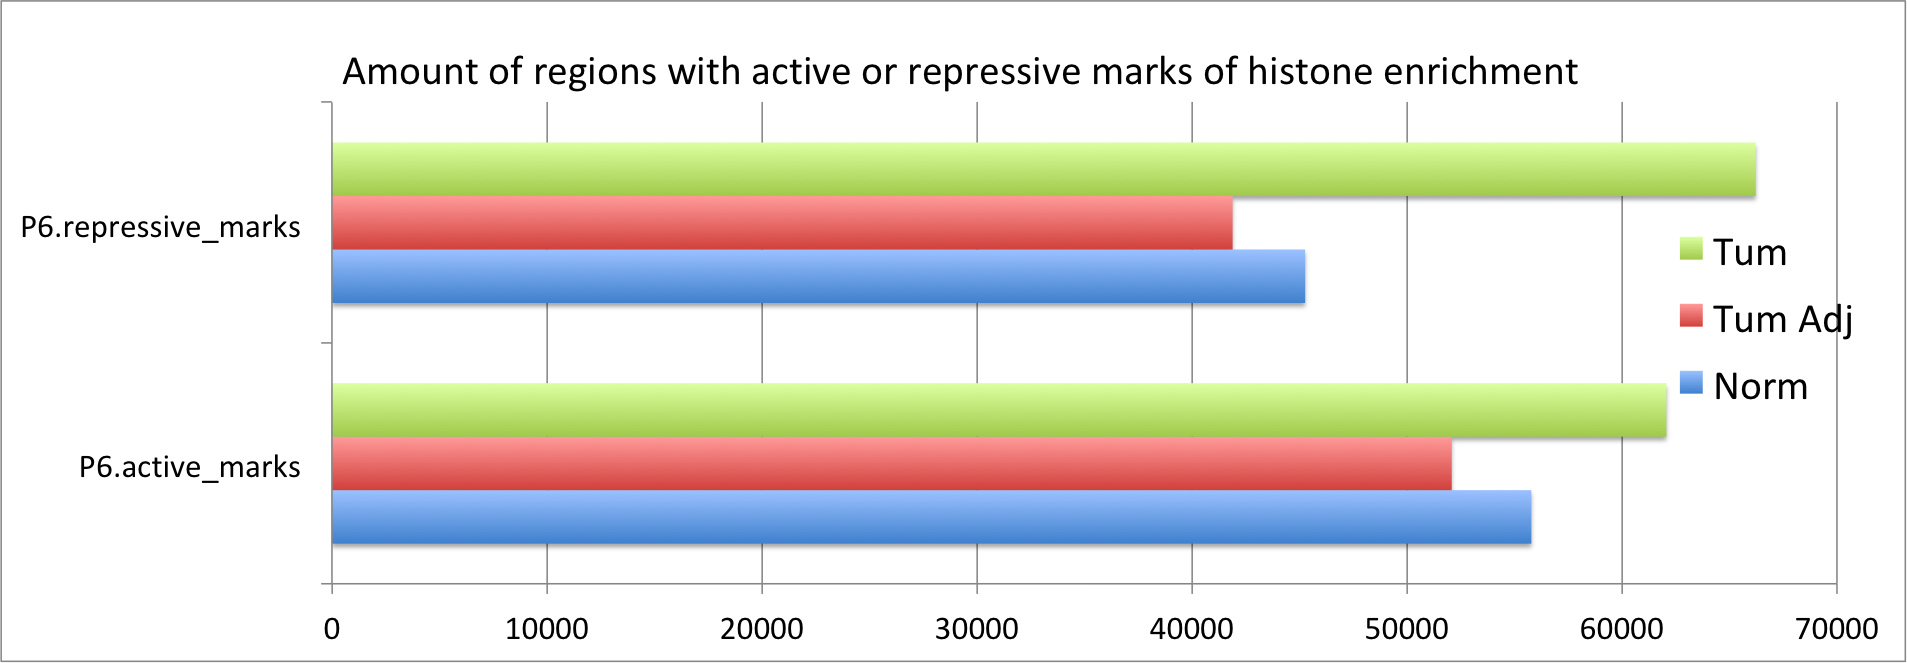 Amount of regions with active or repressive marks of histone enrichment
P6.repressive_marks
Tum
Tum Adj
Norm
P6.active_marks
0 10000 20000 30000 40000 50000 60000 70000